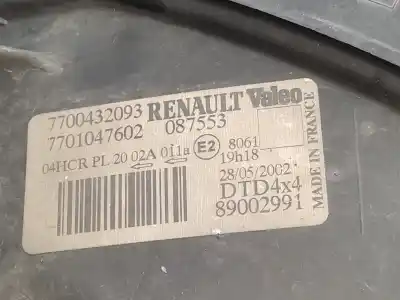 7700432093 RENAULT Valeo
7701047602 087553
04HCR PL 20 02A 011a E2 8061
19h18
28/05/2002
DTD4x4
89002991
MADE IN FRANCE